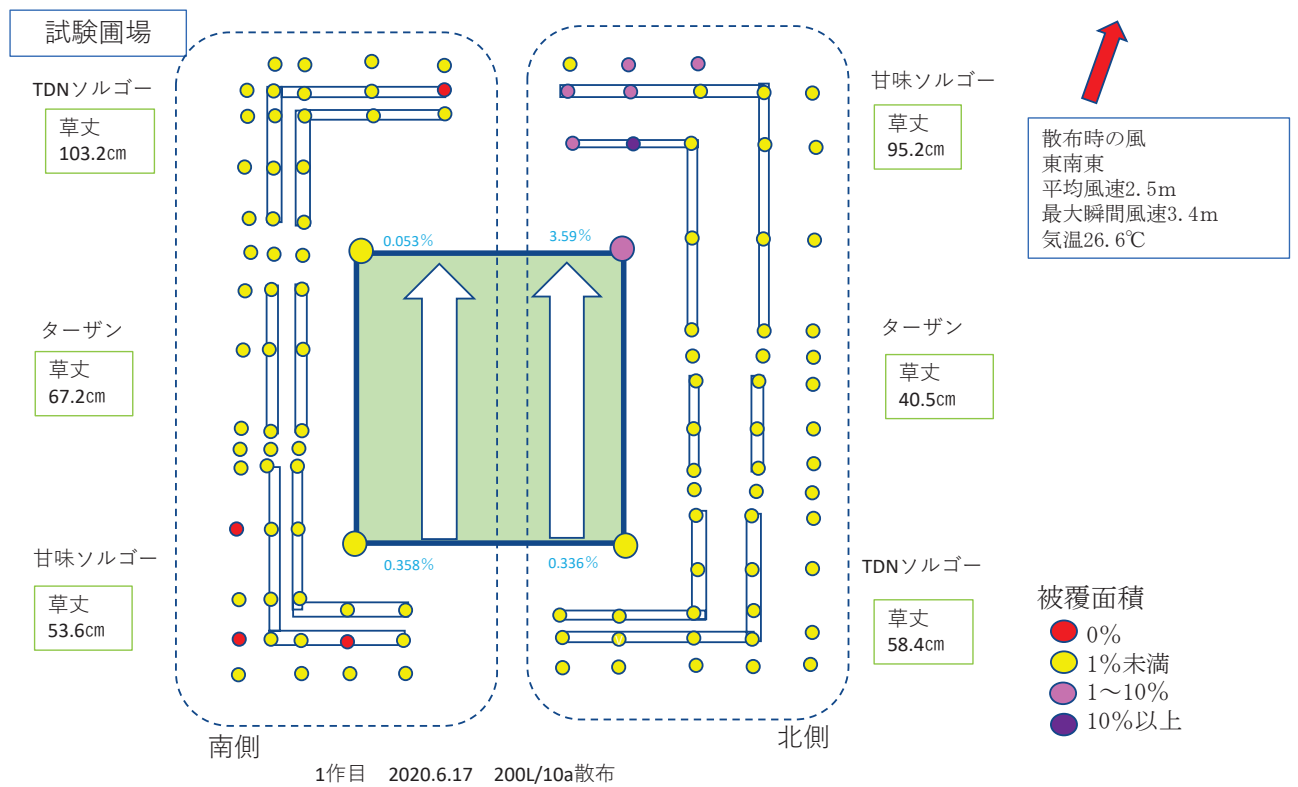 試験圃場
TDNソルゴー
草丈
103.2㎝
ターザン
草丈
67.2㎝
甘味ソルゴー
草丈
53.6㎝
0.053％
3.59％
0.358％
0.336％
甘味ソルゴー
草丈
95.2㎝
ターザン
草丈
40.5㎝
TDNソルゴー
草丈
58.4㎝
散布時の風
東南東
平均風速2.5m
最大瞬間風速3.4m
気温26.6℃
被覆面積
0％
1％未満
1～10％
10％以上
南側
北側
1作目 2020.6.17 200L/10a散布